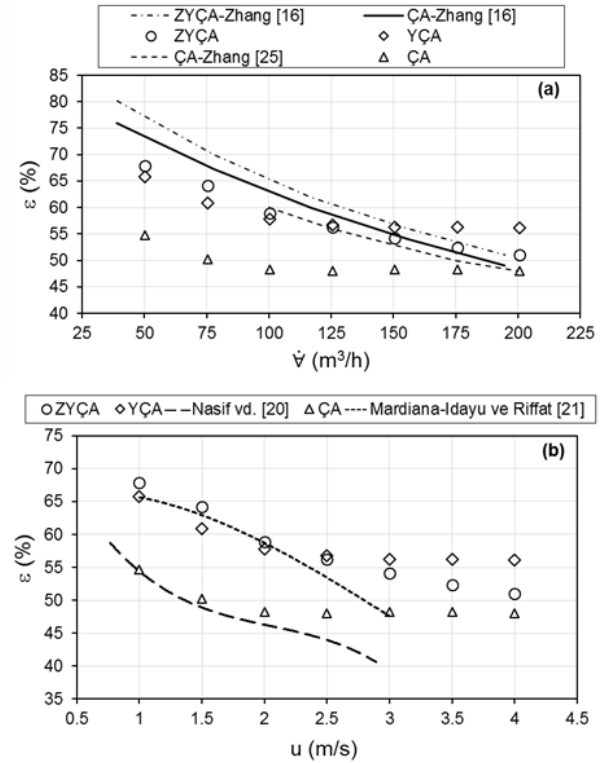 ZYÇA-Zhang [16] ÇA-Zhang [16]
ZYÇA YÇA
ÇA-Zhang [25] ÇA
(a)
85
80
75
70
65
60
55
50
45
40
ε (%)
25 50 75 100 125 150 175 200 225
V̇ (m³/h)
ZYÇA YÇA Nasif vd. [20] ÇA Mardiana-Idayu ve Riffat [21]
(b)
75
70
65
60
55
50
45
40
35
ε (%)
0.5 1 1.5 2 2.5 3 3.5 4 4.5
u (m/s)